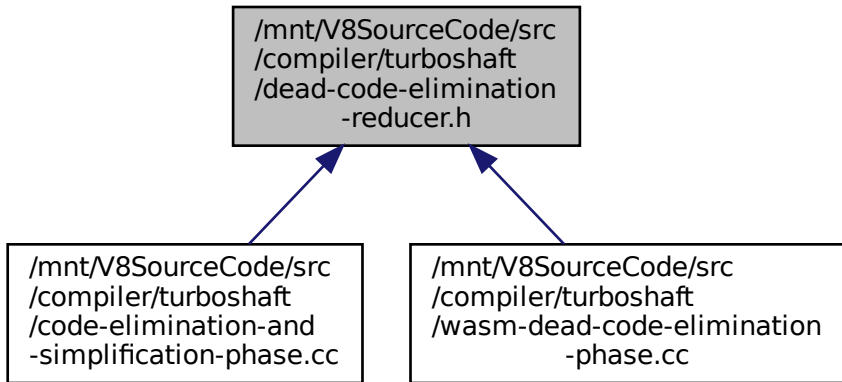 /mnt/V8SourceCode/src
/compiler/turboshaft
/dead-code-elimination
-reducer.h
/mnt/V8SourceCode/src
/compiler/turboshaft
/code-elimination-and
-simplification-phase.cc
/mnt/V8SourceCode/src
/compiler/turboshaft
/wasm-dead-code-elimination
-phase.cc